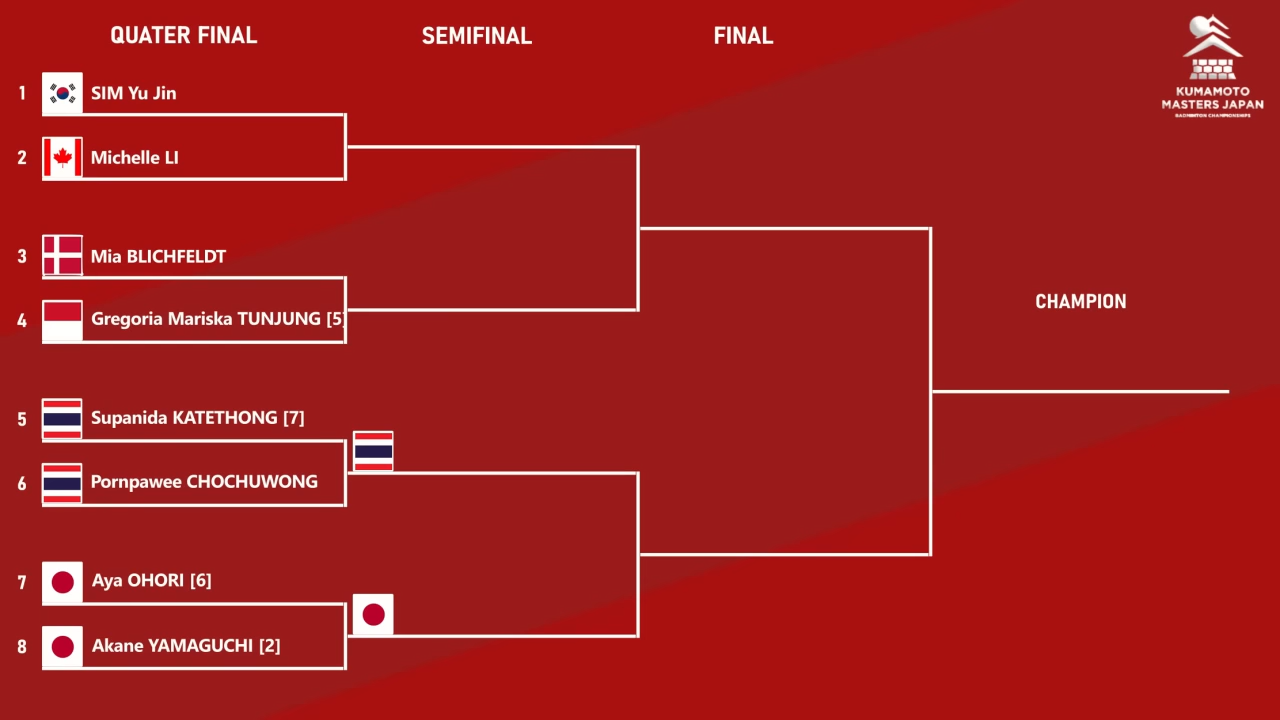 QUATER FINAL
SEMIFINAL
FINAL
KUMAMOTO
MASTERS JAPAN
BADMINTON CHAMPIONSHIPS
1 SIM Yu Jin
2 Michelle LI
3 Mia BLICHFELDT
4 Gregoria Mariska TUNJUNG [5]
CHAMPION
5 Supanida KATETHONG [7]
6 Pornpawee CHOCHUWONG
7 Aya OHORI [6]
8 Akane YAMAGUCHI [2]